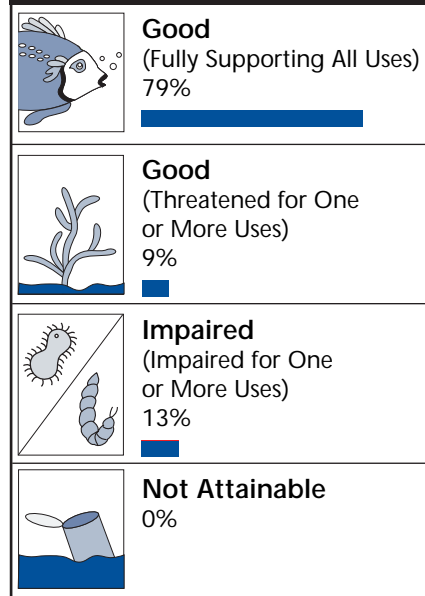 Good
(Fully Supporting All Uses)
79%
Good
(Threatened for One
or More Uses)
9%
Impaired
(Impaired for One
or More Uses)
13%
Not Attainable
0%